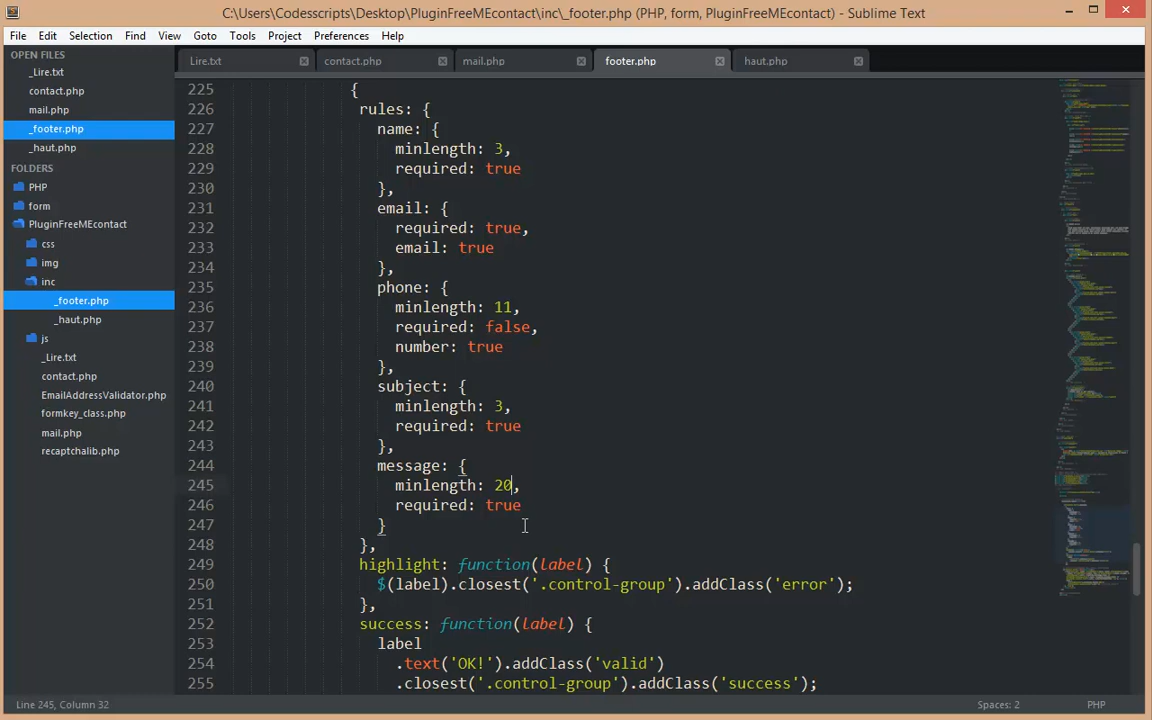 C:\Users\Codesscripts\Desktop\PluginFreeMEcontact\inc\_footer.php (PHP, form, PluginFreeMEcontact) - Sublime Text
File Edit Selection Find View Goto Tools Project Preferences Help
OPEN FILES
_Lire.txt
contact.php
mail.php
_footer.php
_haut.php
FOLDERS
PHP
form
PluginFreeMEcontact
css
img
inc
_footer.php
_haut.php
js
_Lire.txt
contact.php
EmailAddressValidator.php
formkey_class.php
mail.php
recaptchalib.php
Lire.txt contact.php mail.php footer.php haut.php
225 {
226 rules: {
227 name: {
228 minlength: 3,
229 required: true
230 },
231 email: {
232 required: true,
233 email: true
234 },
235 phone: {
236 minlength: 11,
237 required: false,
238 number: true
239 },
240 subject: {
241 minlength: 3,
242 required: true
243 },
244 message: {
245 minlength: 20,
246 required: true
247 }
248 },
249 highlight: function(label) {
250 $(label).closest('.control-group').addClass('error');
251 },
252 success: function(label) {
253 label
254 .text('OK!').addClass('valid')
255 .closest('.control-group').addClass('success');
Line 245, Column 32 Spaces: 2 PHP